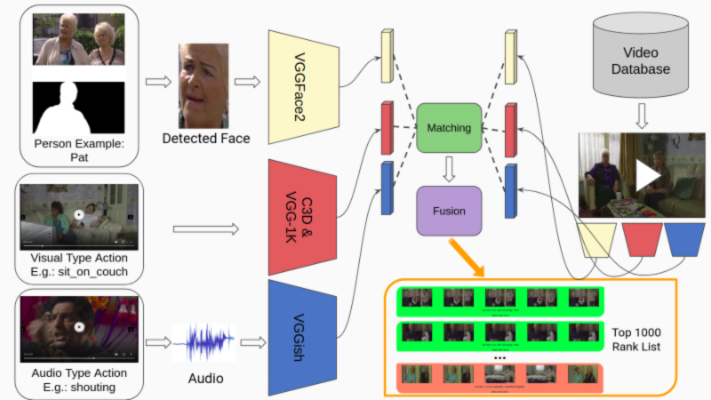 Person Example:
Pat
Detected Face
VGGFace2
Visual Type Action
E.g.: sit_on_couch
C3D &
VGG-1K
Audio Type Action
E.g.: shouting
Audio
VGGish
Matching
Fusion
Video
Database
Top 1000
Rank List
...